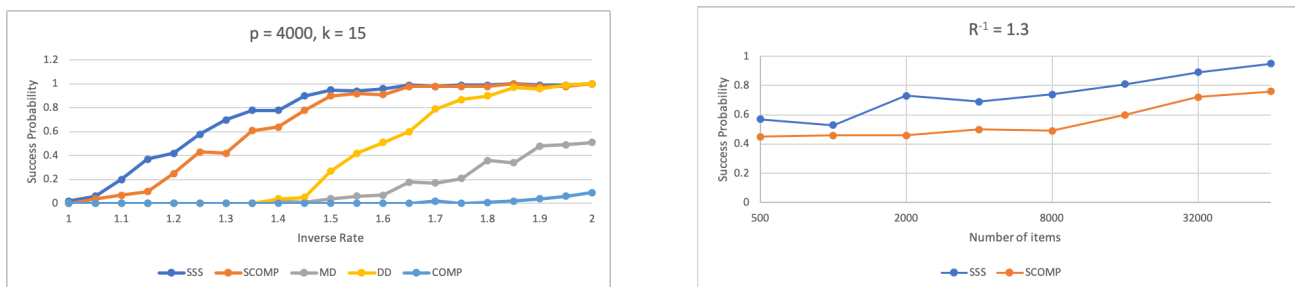 p = 4000, k = 15
Success Probability
1.2
1
0.8
0.6
0.4
0.2
0
1
1.1
1.2
1.3
1.4
1.5
1.6
1.7
1.8
1.9
2
Inverse Rate
SSS
SCOMP
MD
DD
COMP
R-1 = 1.3
Success Probability
1
0.8
0.6
0.4
0.2
0
500
2000
8000
32000
Number of items
SSS
SCOMP